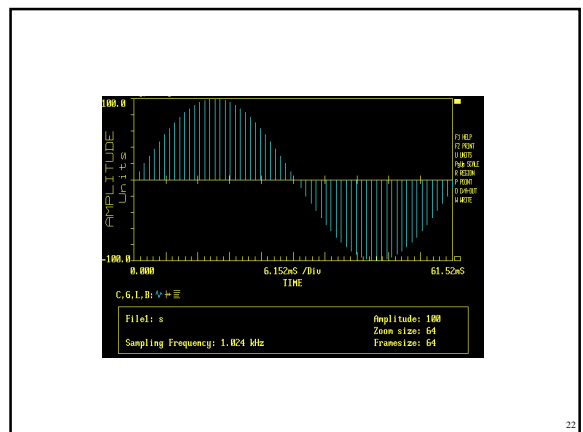 100.0
AMPLITUDE
Units
-100.0
F1 HELP
F2 PRINT
U UNITS
PgUp SCALE
R REGION
P POINT
D D/A-OUT
W WRITE
0.000 6.152mS /Div 61.52mS
TIME
C,G,L,B:
File1: s Amplitude: 100
Zoom size: 64
Sampling Frequency: 1.024 kHz Framesize: 64
22